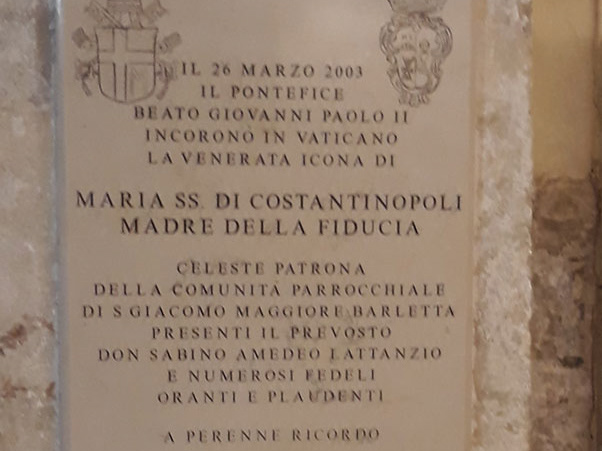 IL 26 MARZO 2003
IL PONTEFICE
BEATO GIOVANNI PAOLO II
INCORONÒ IN VATICANO
LA VENERATA ICONA DI
MARIA SS. DI COSTANTINOPOLI
MADRE DELLA FIDUCIA
CELESTE PATRONA
DELLA COMUNITÀ PARROCCHIALE
DI S GIACOMO MAGGIORE BARLETTA
PRESENTI IL PREVOSTO
DON SABINO AMEDEO LATTANZIO
E NUMEROSI FEDELI
ORANTI E PLAUDENTI
A PERENNE RICORDO